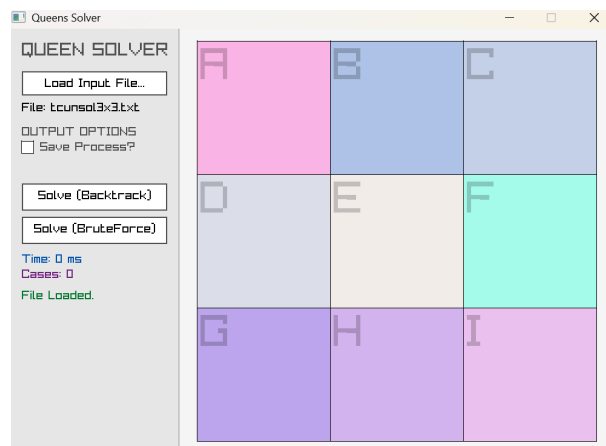 Queens Solver
QUEEN SOLVER
Load Input File...
File: tcunsol3x3.txt
OUTPUT OPTIONS
Save Process?
Solve (Backtrack)
Solve (BruteForce)
Time: 0 ms
Cases: 0
File Loaded.
A B C
D E F
G H I